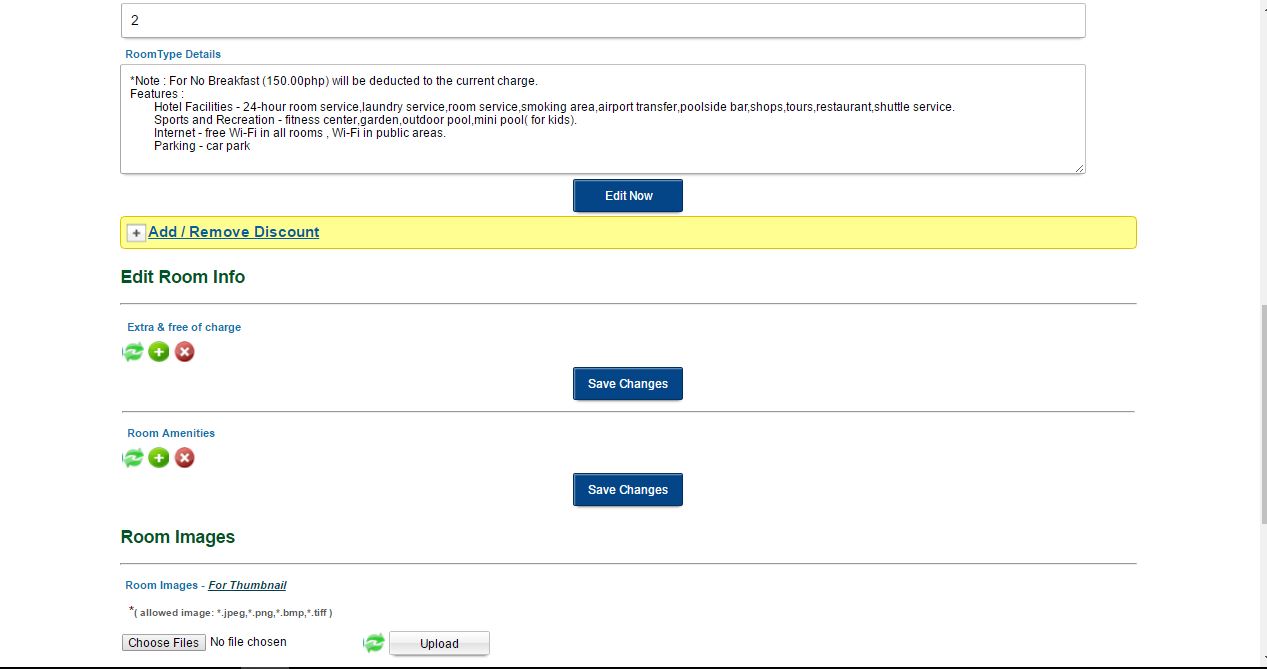 2
RoomType Details
*Note : For No Breakfast (150.00php) will be deducted to the current charge.
Features :
Hotel Facilities - 24-hour room service,laundry service,room service,smoking area,airport transfer,poolside bar,shops,tours,restaurant,shuttle service.
Sports and Recreation - fitness center,garden,outdoor pool,mini pool( for kids).
Internet - free Wi-Fi in all rooms , Wi-Fi in public areas.
Parking - car park
Edit Now
Add / Remove Discount
Edit Room Info
Extra & free of charge
Save Changes
Room Amenities
Save Changes
Room Images
Room Images - For Thumbnail
*( allowed image: *.jpeg,*.png,*.bmp,*.tiff )
Choose Files No file chosen Upload